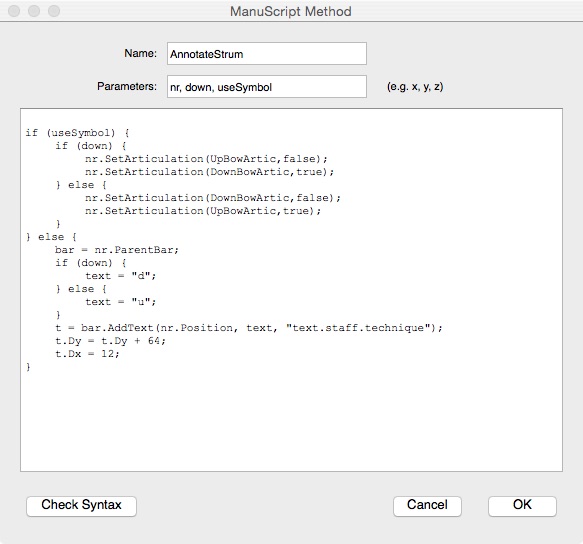 ManuScript Method
Name: AnnotateStrum
Parameters: nr, down, useSymbol (e.g. x, y, z)
if (useSymbol) {
    if (down) {
        nr.SetArticulation(UpBowArtic,false);
        nr.SetArticulation(DownBowArtic,true);
    } else {
        nr.SetArticulation(DownBowArtic,false);
        nr.SetArticulation(UpBowArtic,true);
    }
} else {
    bar = nr.ParentBar;
    if (down) {
        text = "d";
    } else {
        text = "u";
    }
    t = bar.AddText(nr.Position, text, "text.staff.technique");
    t.Dy = t.Dy + 64;
    t.Dx = 12;
}
Check Syntax Cancel OK